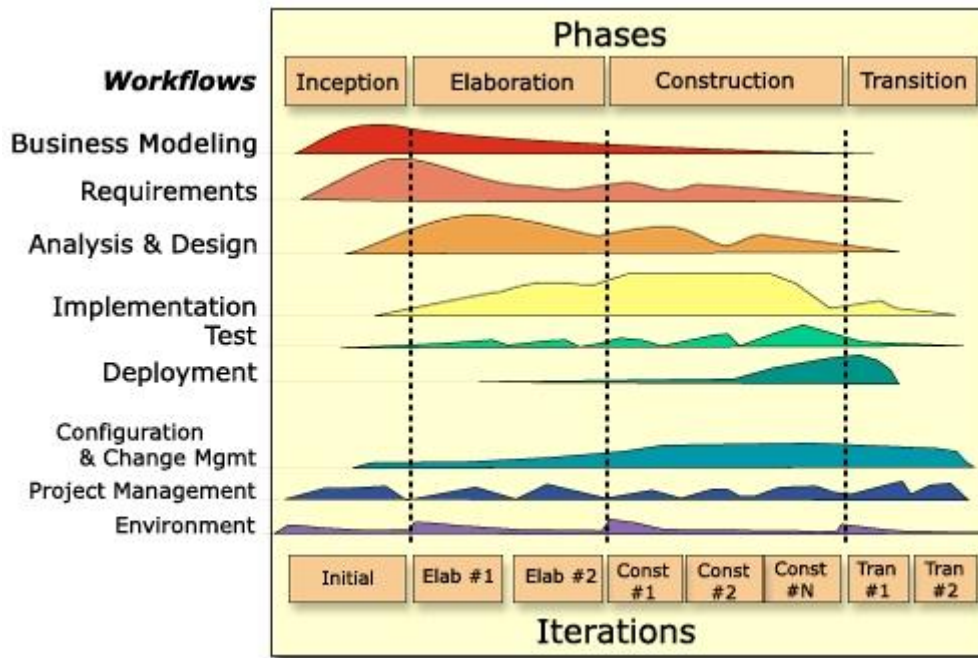 Phases
Workflows
Inception
Elaboration
Construction
Transition
Business Modeling
Requirements
Analysis & Design
Implementation
Test
Deployment
Configuration
& Change Mgmt
Project Management
Environment
Initial
Elab #1
Elab #2
Const
#1
Const
#2
Const
#N
Tran
#1
Tran
#2
Iterations